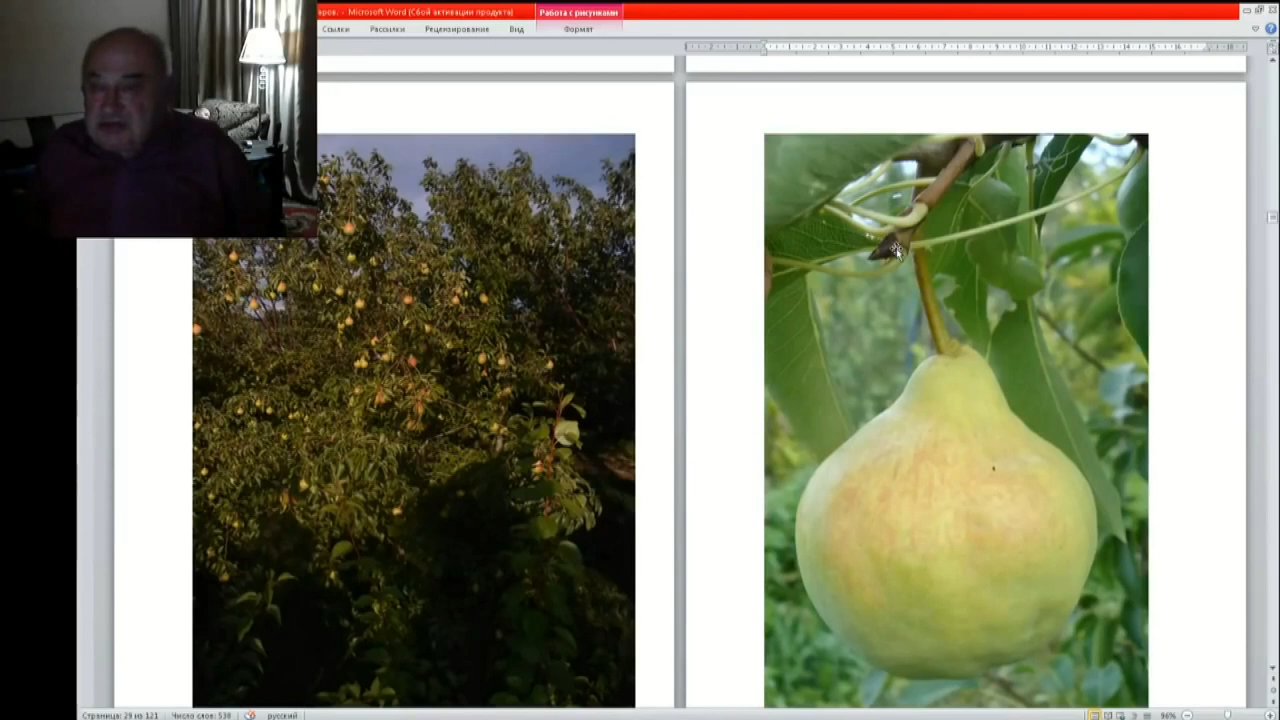 аров. - Microsoft Word (Сбой активации продукта)
Работа с рисунками
Ссылки Рассылки Рецензирование Вид Формат
Страница: 29 из 121 Число слов: 538 русский 96%